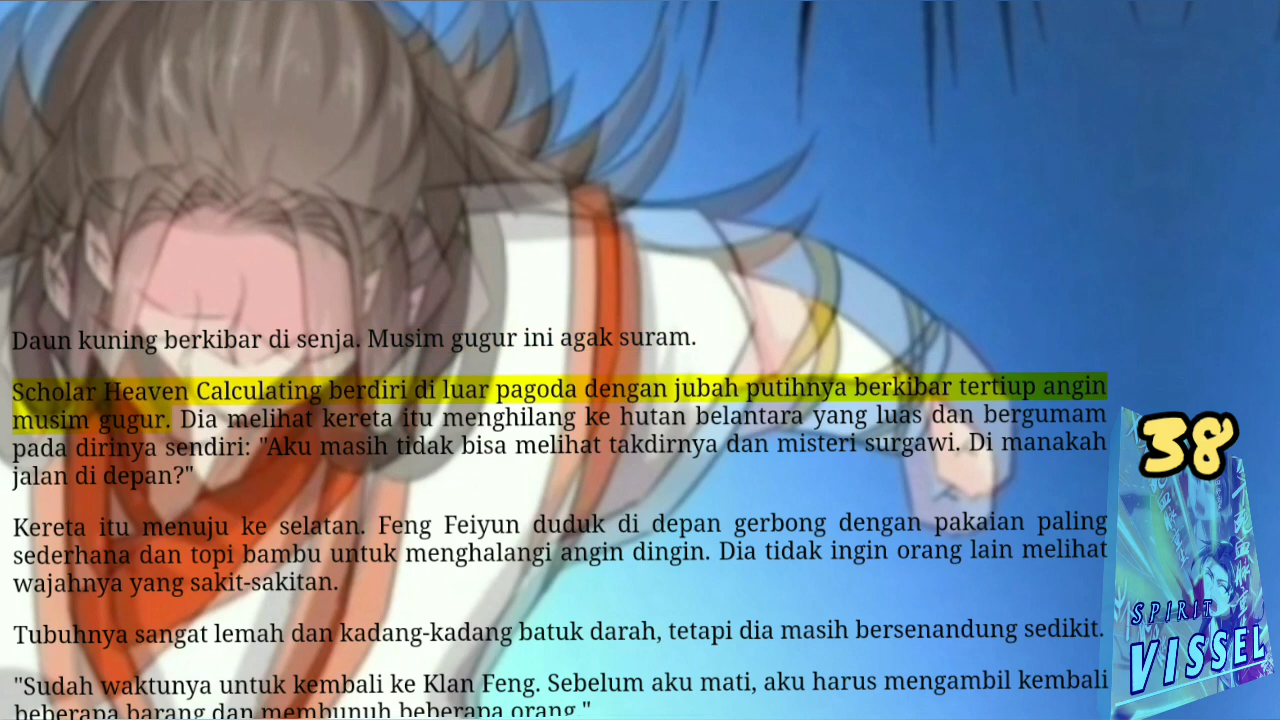 Daun kuning berkibar di senja. Musim gugur ini agak suram.
Scholar Heaven Calculating berdiri di luar pagoda dengan jubah putihnya berkibar tertiup angin
musim gugur. Dia melihat kereta itu menghilang ke hutan belantara yang luas dan bergumam
pada dirinya sendiri: "Aku masih tidak bisa melihat takdirnya dan misteri surgawi. Di manakah
jalan di depan?"
Kereta itu menuju ke selatan. Feng Feiyun duduk di depan gerbong dengan pakaian paling
sederhana dan topi bambu untuk menghalangi angin dingin. Dia tidak ingin orang lain melihat
wajahnya yang sakit-sakitan.
Tubuhnya sangat lemah dan kadang-kadang batuk darah, tetapi dia masih bersenandung sedikit.
"Sudah waktunya untuk kembali ke Klan Feng. Sebelum aku mati, aku harus mengambil kembali
beberapa barang dan membunuh beberapa orang."
38
SPIRIT
VISSEL